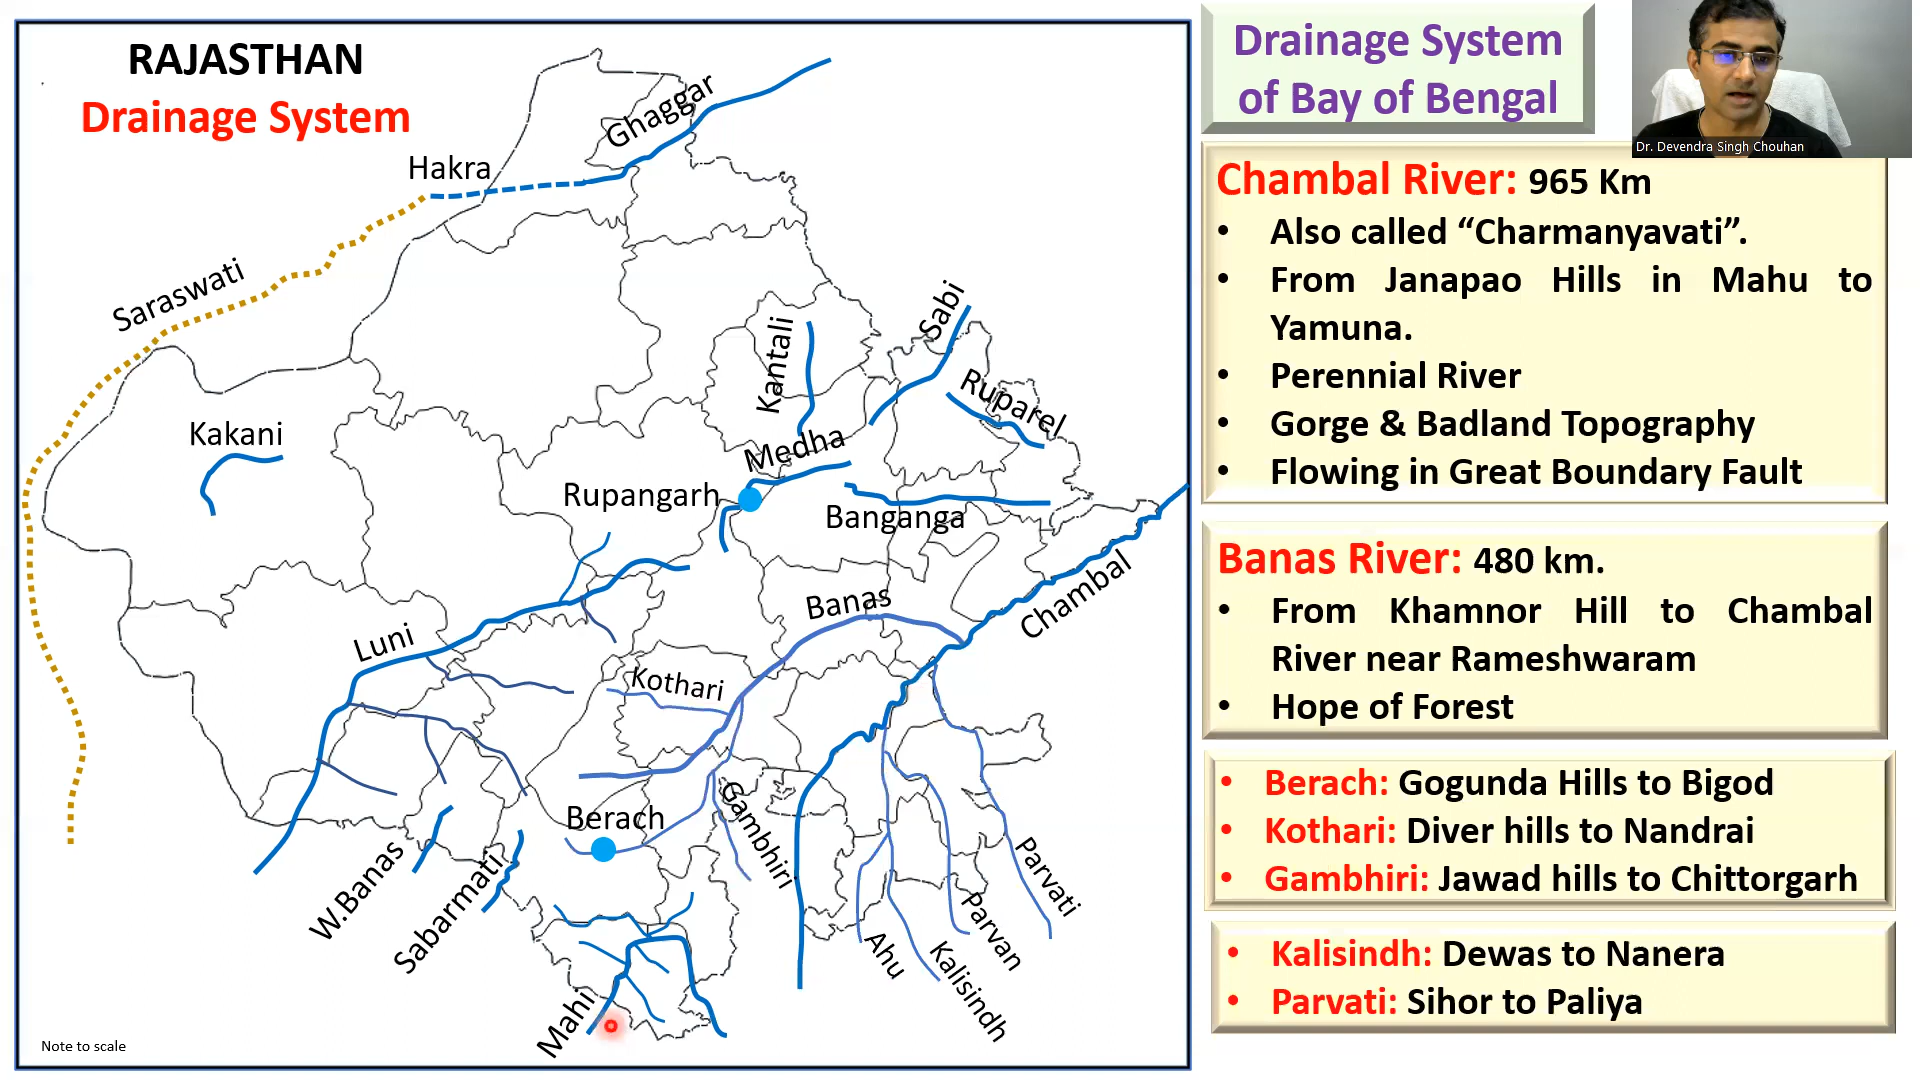 RAJASTHAN
Drainage System
Ghaggar
Hakra
Saraswati
Sabi
Kantali
Ruparel
Kakani
Medha
Rupangarh
Banganga
Chambal
Banas
Luni
Kothari
Gambhiri
Berach
W.Banas
Sabarmati
Parvati
Parvan
Ahu
Kalisindh
Mahi
Note to scale
Drainage System
of Bay of Bengal
Dr. Devendra Singh Chouhan
Chambal River: 965 Km
• Also called “Charmanyavati”.
• From Janapao Hills in Mahu to
Yamuna.
• Perennial River
• Gorge & Badland Topography
• Flowing in Great Boundary Fault
Banas River: 480 km.
• From Khamnor Hill to Chambal
River near Rameshwaram
• Hope of Forest
• Berach: Gogunda Hills to Bigod
• Kothari: Diver hills to Nandrai
• Gambhiri: Jawad hills to Chittorgarh
• Kalisindh: Dewas to Nanera
• Parvati: Sihor to Paliya